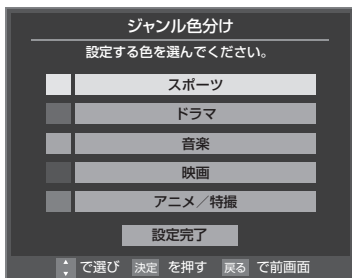 ジャンル色分け
設定する色を選んでください。
スポーツ
ドラマ
音楽
映画
アニメ／特撮
設定完了
で選び 決定 を押す 戻る で前画面